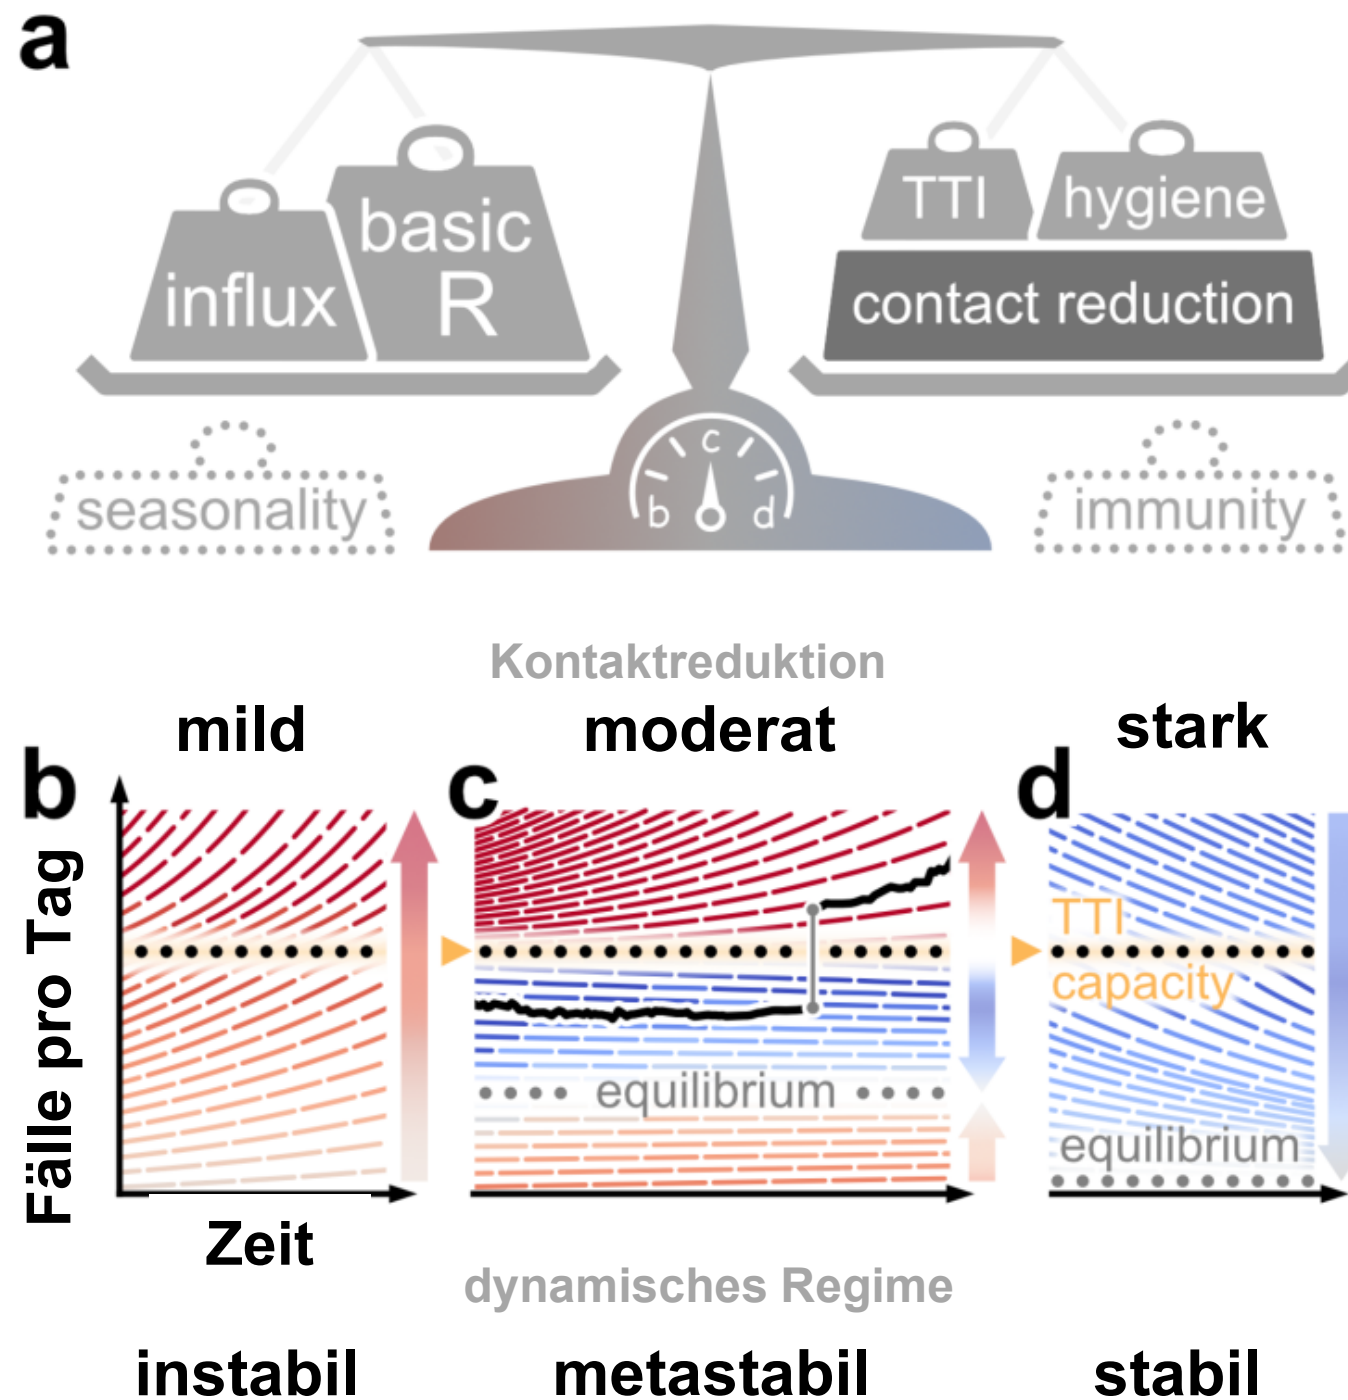 a
influx
basic
R
TTI
hygiene
contact reduction
seasonality
b
c
d
immunity
Kontaktreduktion
mild
moderat
stark
b
c
d
Fälle pro Tag
TTI
capacity
equilibrium
equilibrium
Zeit
dynamisches Regime
instabil
metastabil
stabil